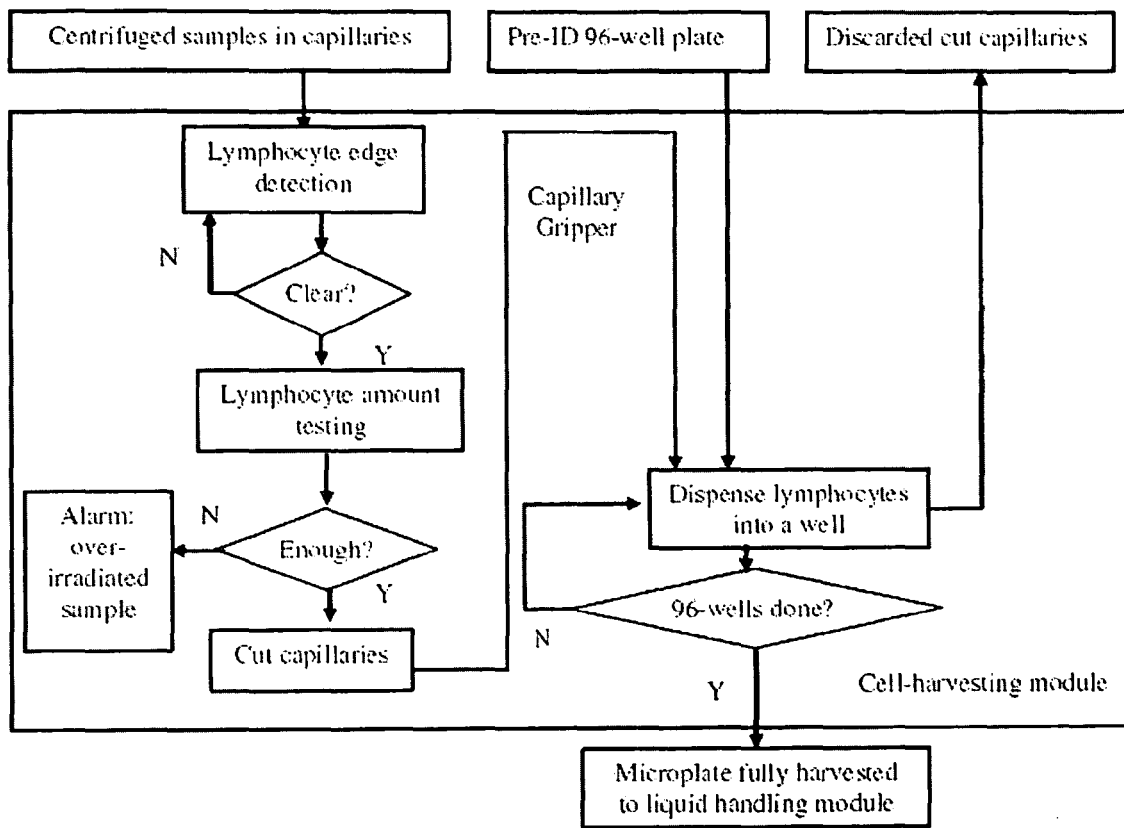 Centrifuged samples in capillaries
Pre-ID 96-well plate
Discarded cut capillaries
Lymphocyte edge
detection
Capillary
Gripper
N
Clear?
Y
Lymphocyte amount
testing
Dispense lymphocytes
into a well
Alarm:
over-
irradiated
sample
N
Enough?
Y
96-wells done?
N
Cut capillaries
Y
Cell-harvesting module
Microplate fully harvested
to liquid handling module